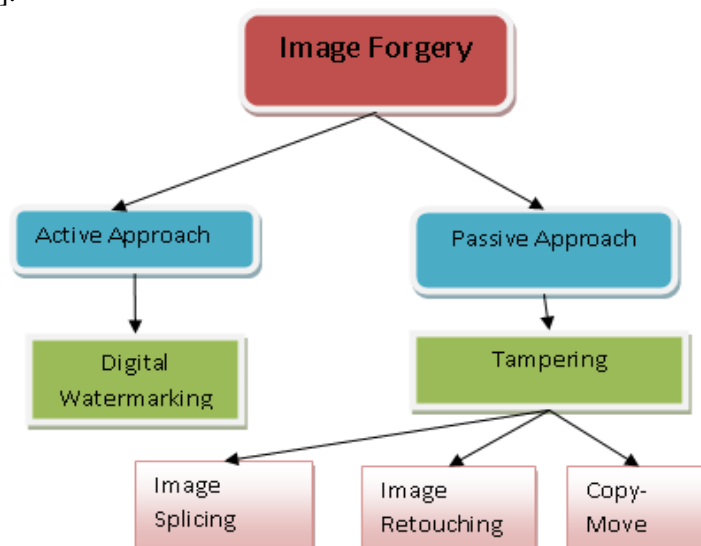 Image Forgery
Active Approach
Passive Approach
Digital
Watermarking
Tampering
Image
Splicing
Image
Retouching
Copy-
Move